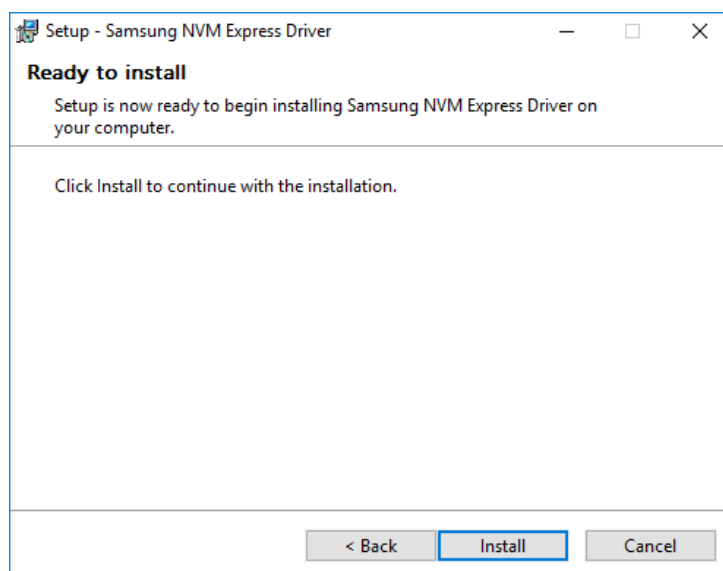 Setup - Samsung NVM Express Driver
Ready to install
Setup is now ready to begin installing Samsung NVM Express Driver on
your computer.
Click Install to continue with the installation.
< Back
Install
Cancel